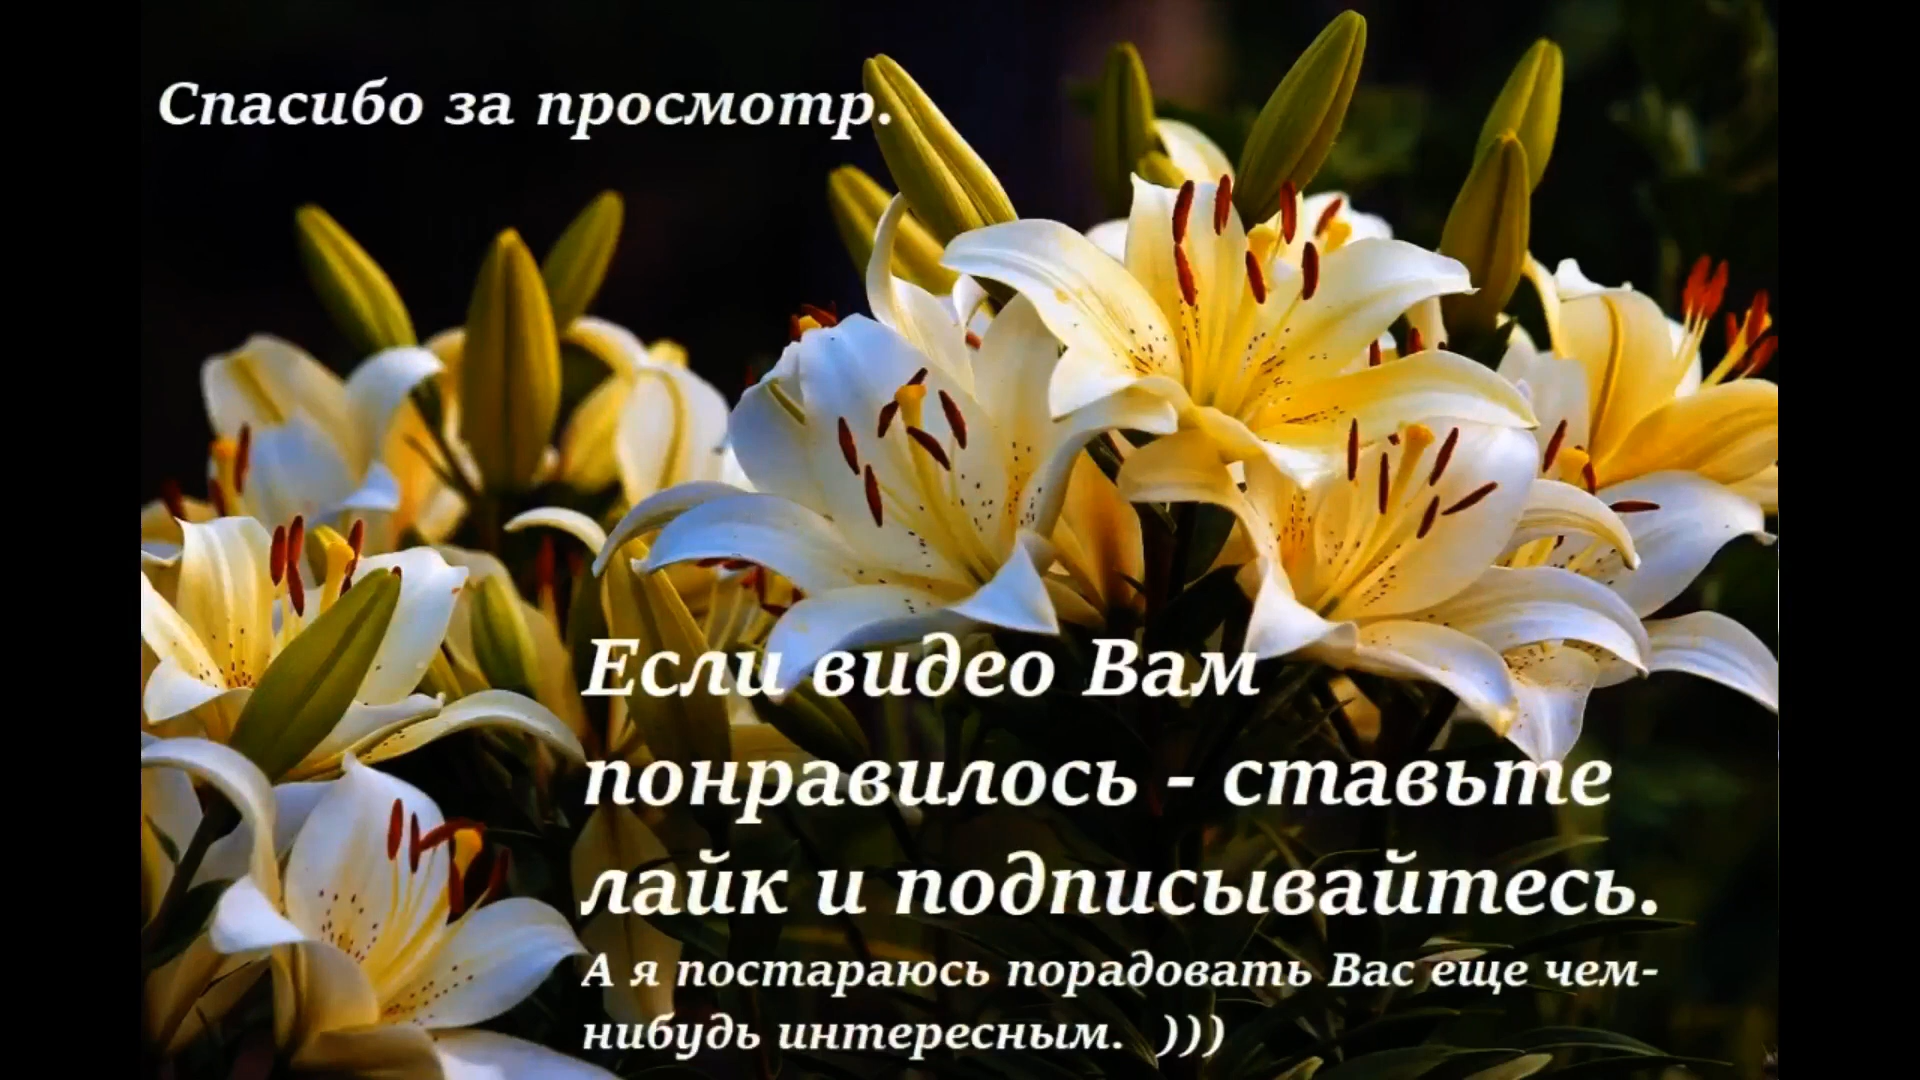 Спасибо за просмотр.
Если видео Вам
понравилось - ставьте
лайк и подписывайтесь.
А я постараюсь порадовать Вас еще чем-
нибудь интересным.  )))